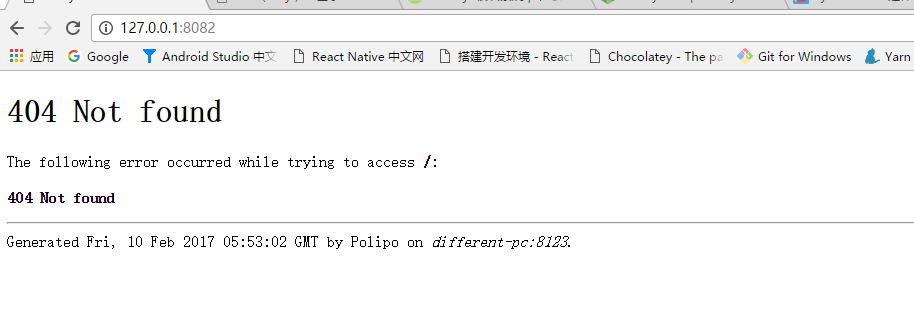 127.0.0.1:8082
应用 Google Android Studio 中文 React Native 中文网 搭建开发环境 - React Chocolatey - The pa Git for Windows Yarn
404 Not found
The following error occurred while trying to access /:
404 Not found
Generated Fri, 10 Feb 2017 05:53:02 GMT by Polipo on different-pc:8123.